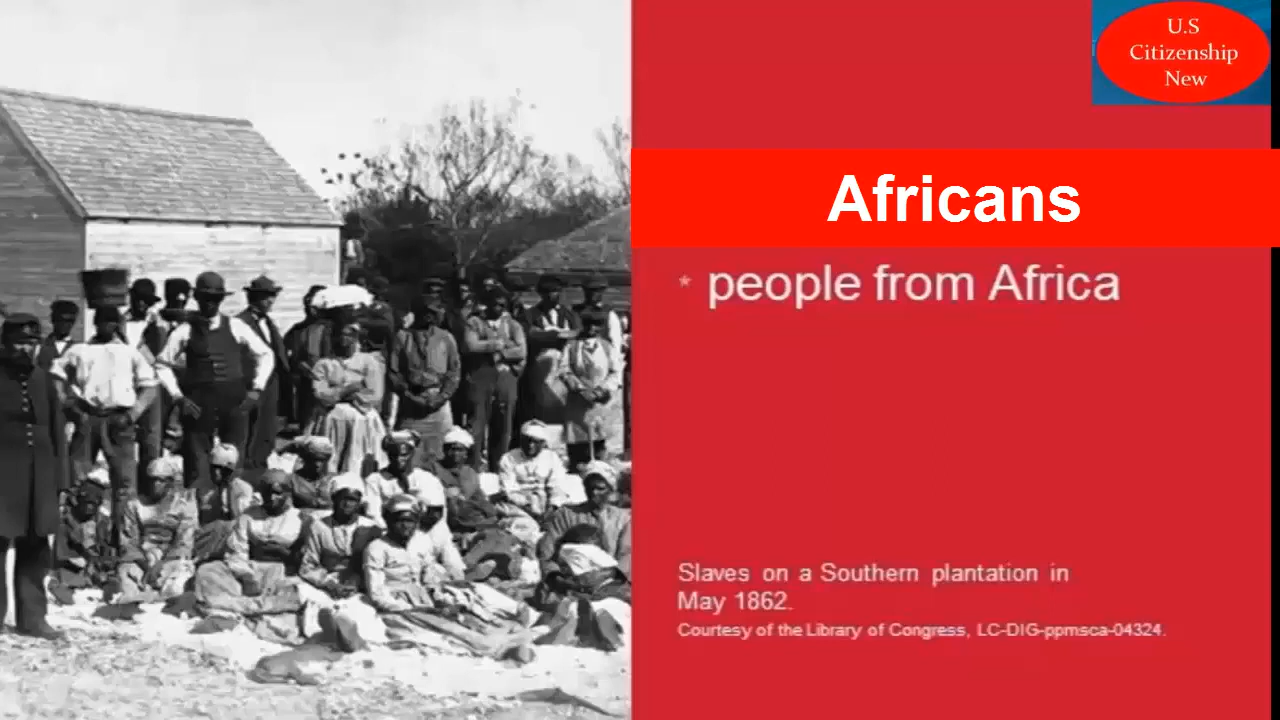 U.S
Citizenship
New
Africans
* people from Africa
Slaves on a Southern plantation in
May 1862.
Courtesy of the Library of Congress, LC-DIG-ppmsca-04324.